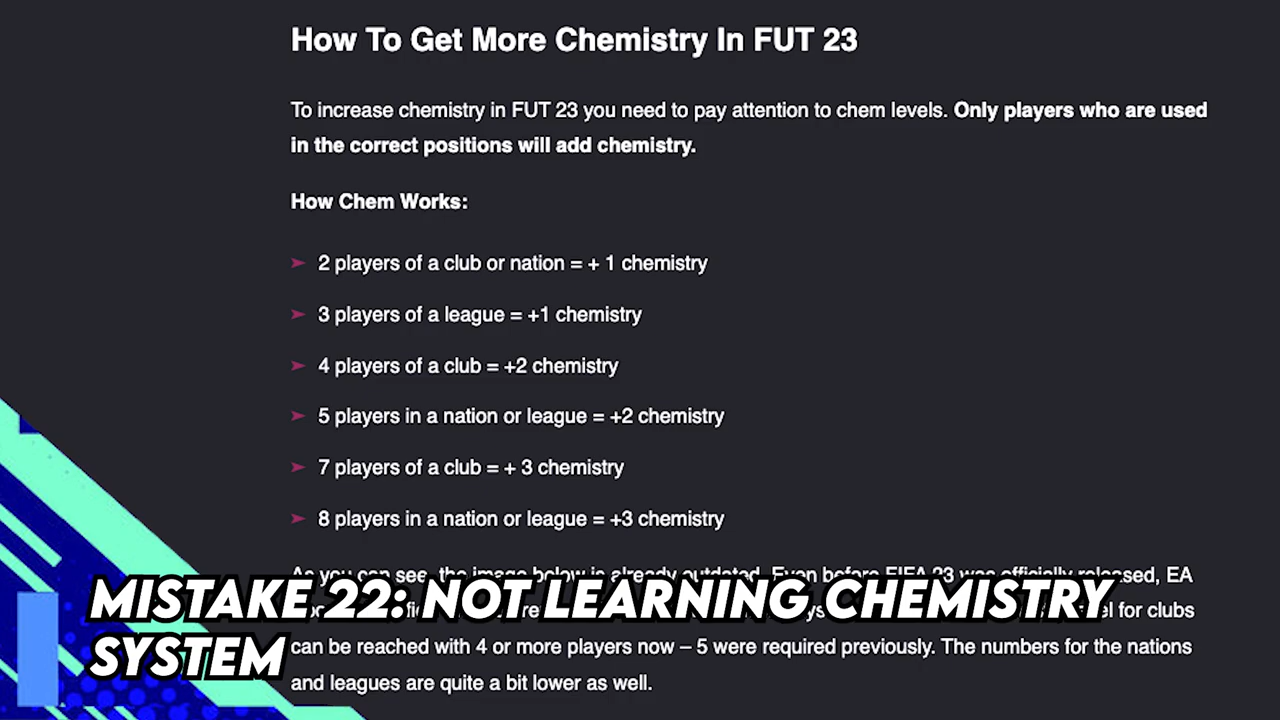 How To Get More Chemistry In FUT 23
To increase chemistry in FUT 23 you need to pay attention to chem levels. Only players who are used
in the correct positions will add chemistry.
How Chem Works:
➤ 2 players of a club or nation = + 1 chemistry
➤ 3 players of a league = +1 chemistry
➤ 4 players of a club = +2 chemistry
➤ 5 players in a nation or league = +2 chemistry
➤ 7 players of a club = + 3 chemistry
➤ 8 players in a nation or league = +3 chemistry
As you can see, the image below is already outdated. Even before FIFA 23 was officially released, EA
for clubs
can be reached with 4 or more players now – 5 were required previously. The numbers for the nations
and leagues are quite a bit lower as well.
MISTAKE 22: NOT LEARNING CHEMISTRY
SYSTEM